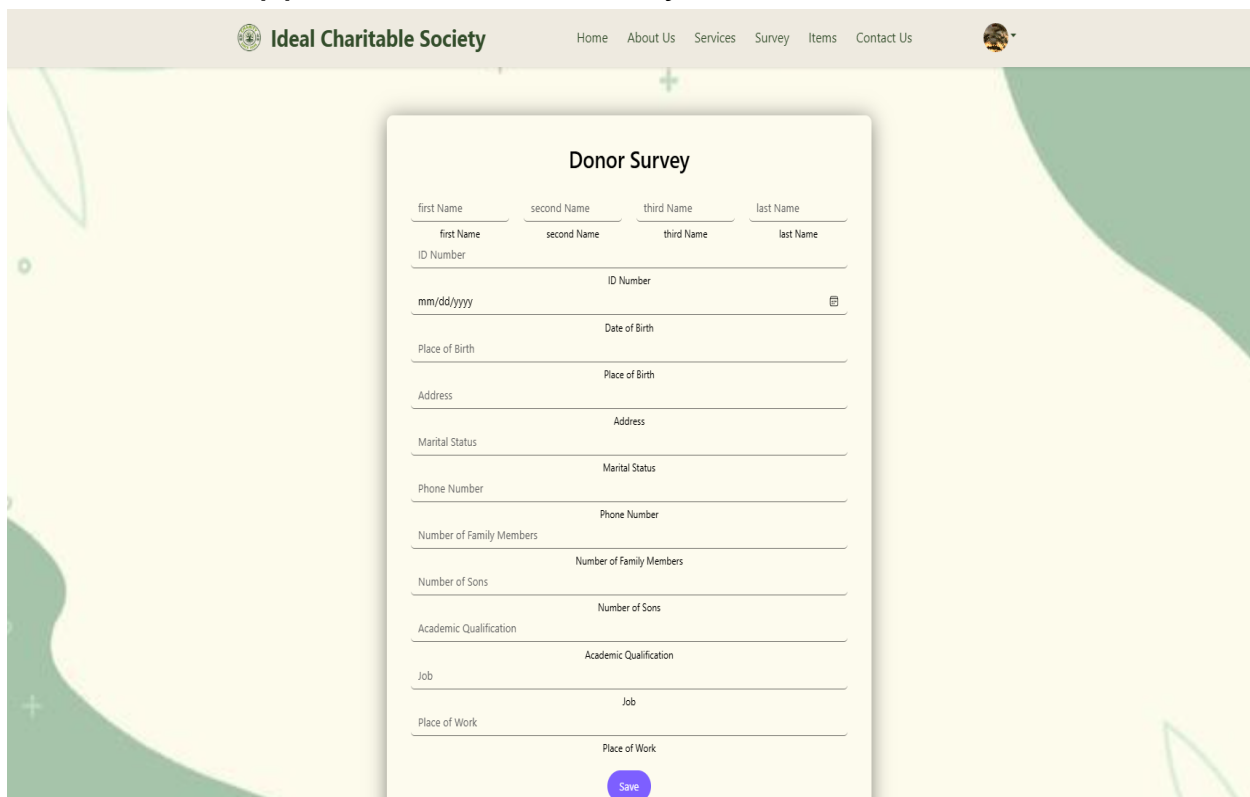 Ideal Charitable Society Home About Us Services Survey Items Contact Us
Donor Survey
first Name second Name third Name last Name
first Name second Name third Name last Name
ID Number
ID Number
mm/dd/yyyy
Date of Birth
Place of Birth
Place of Birth
Address
Address
Marital Status
Marital Status
Phone Number
Phone Number
Number of Family Members
Number of Family Members
Number of Sons
Number of Sons
Academic Qualification
Academic Qualification
Job
Job
Place of Work
Place of Work
Save